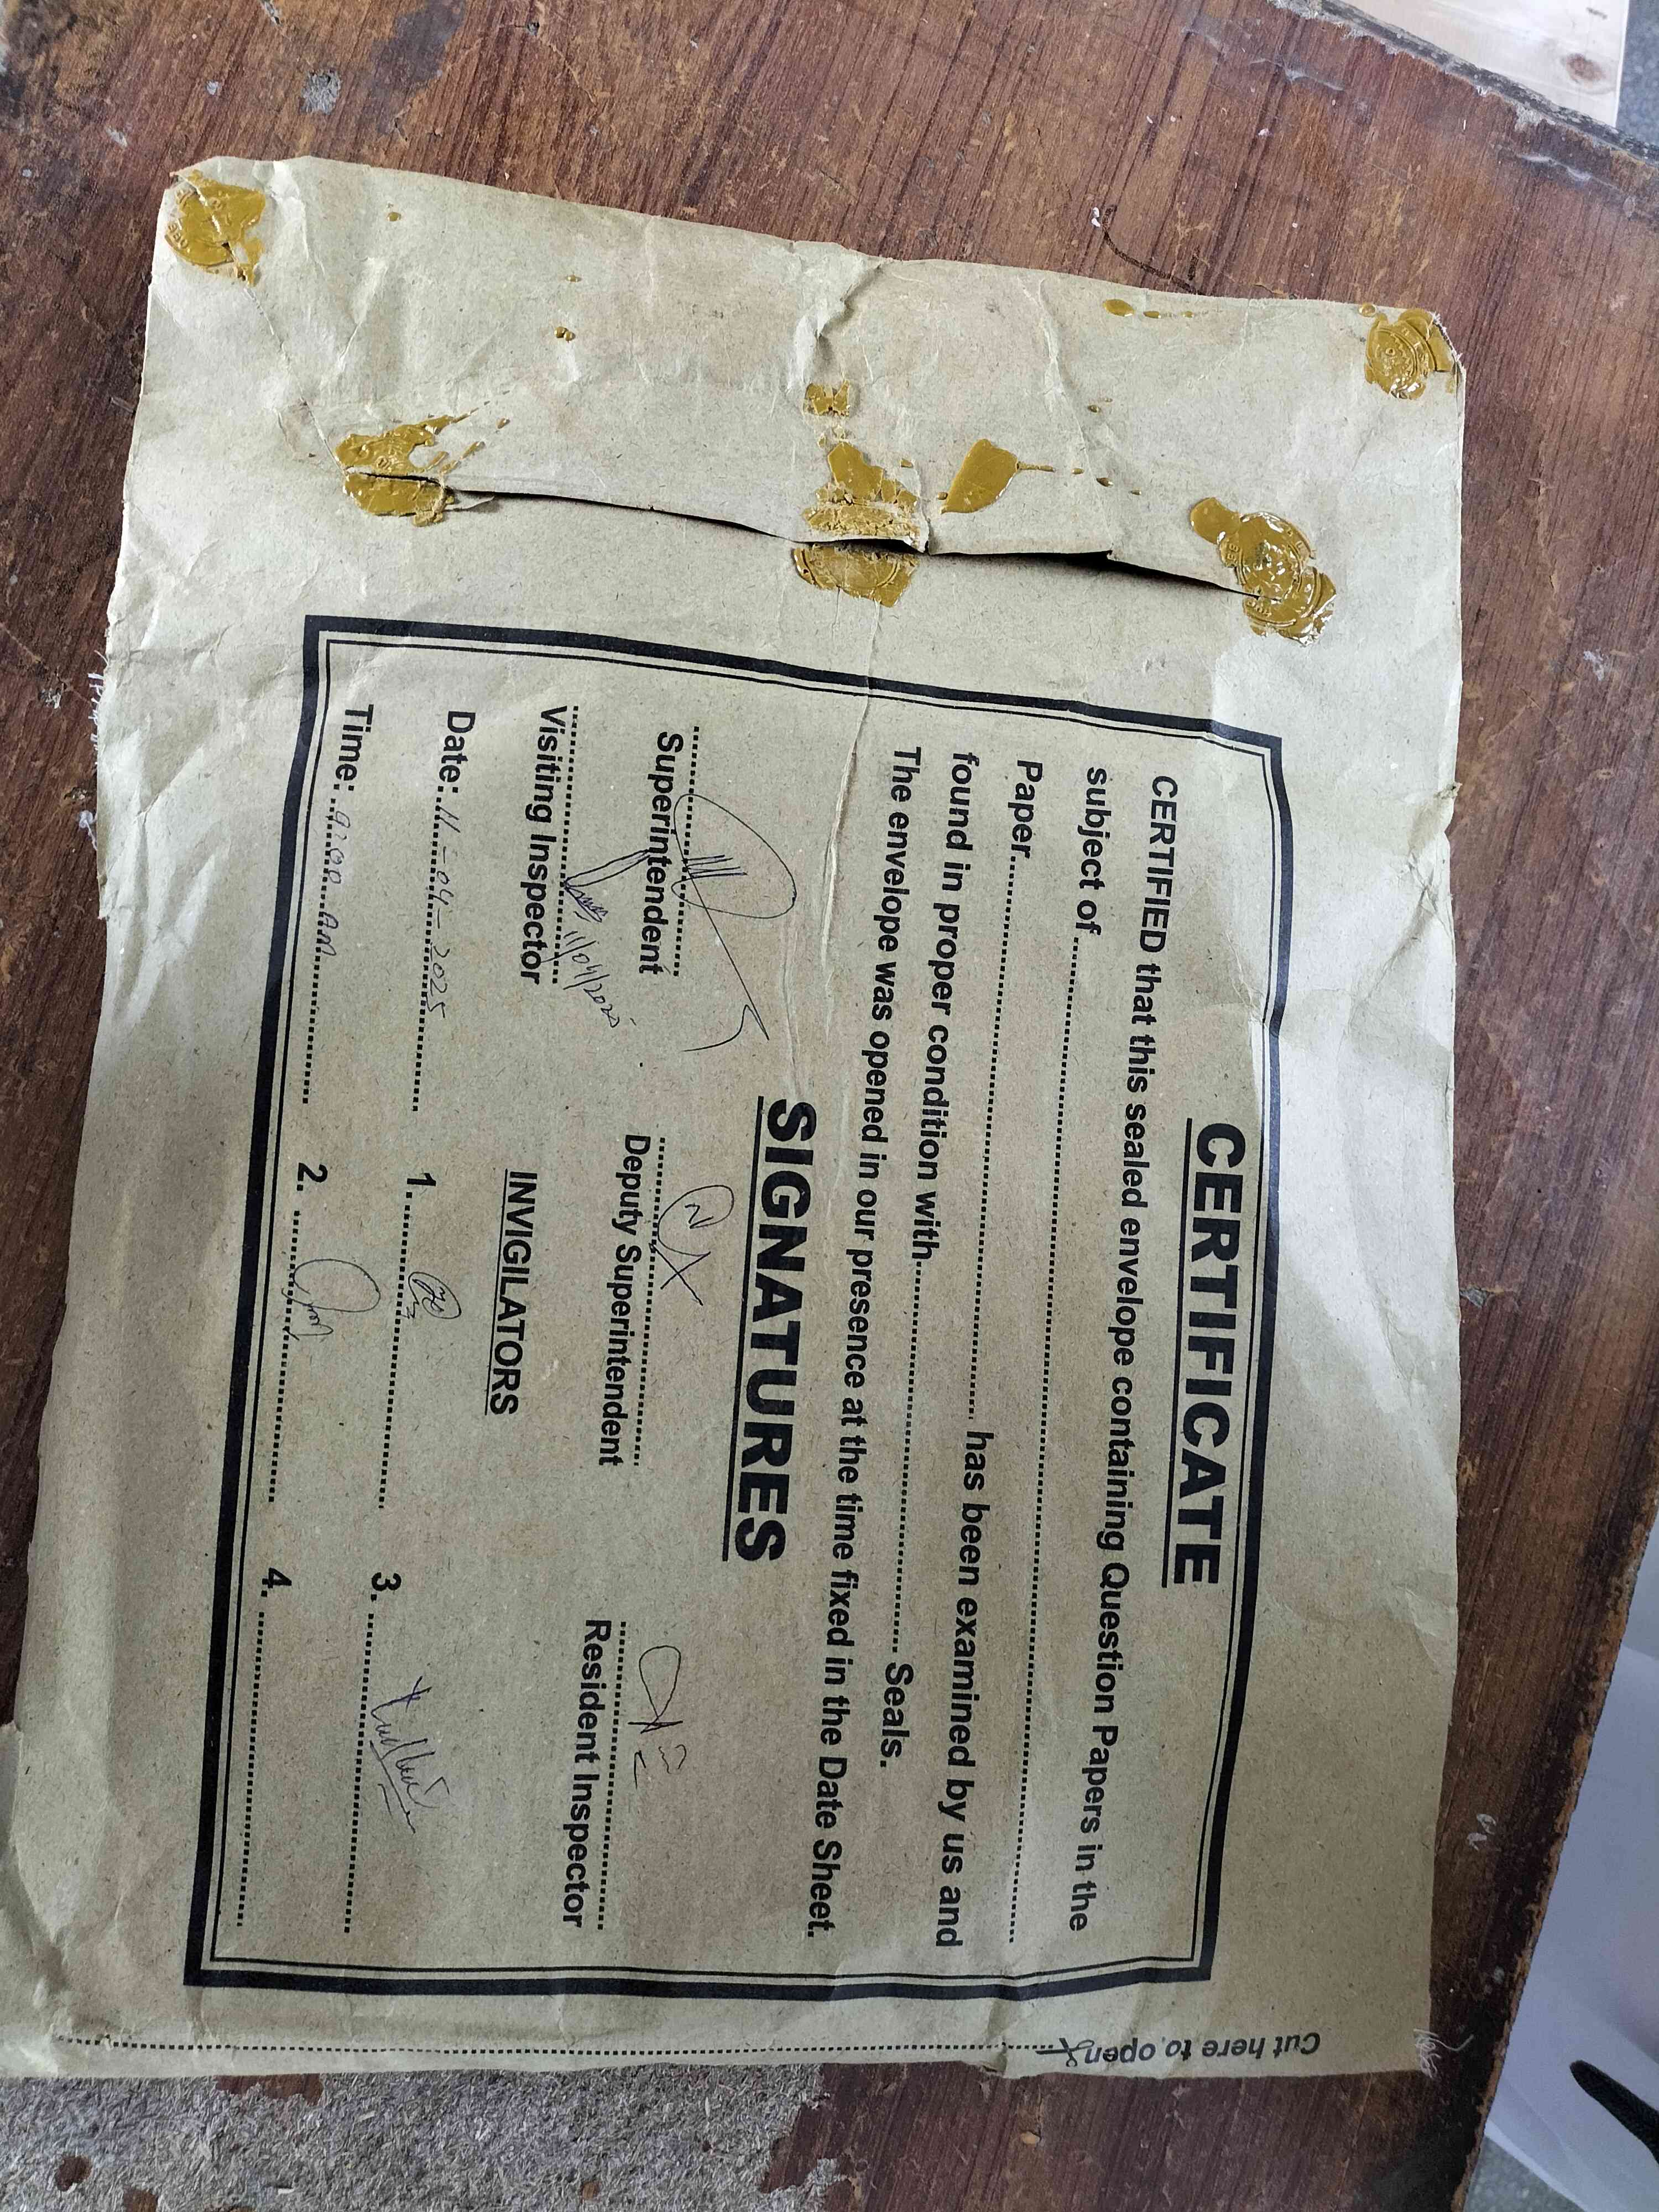 CERTIFICATE
CERTIFIED that this sealed envelope containing Question Papers in the
subject of ........................................
Paper........................................ has been examined by us and
found in proper condition with........................................ Seals.
The envelope was opened in our presence at the time fixed in the Date Sheet.
SIGNATURES
Superintendent Deputy Superintendent Resident Inspector
11/04/2025
Visiting Inspector
INVIGILATORS
Date: 11-04-2025 1. 3.
Time: 9:00 AM 2. 4.
Cut here to open